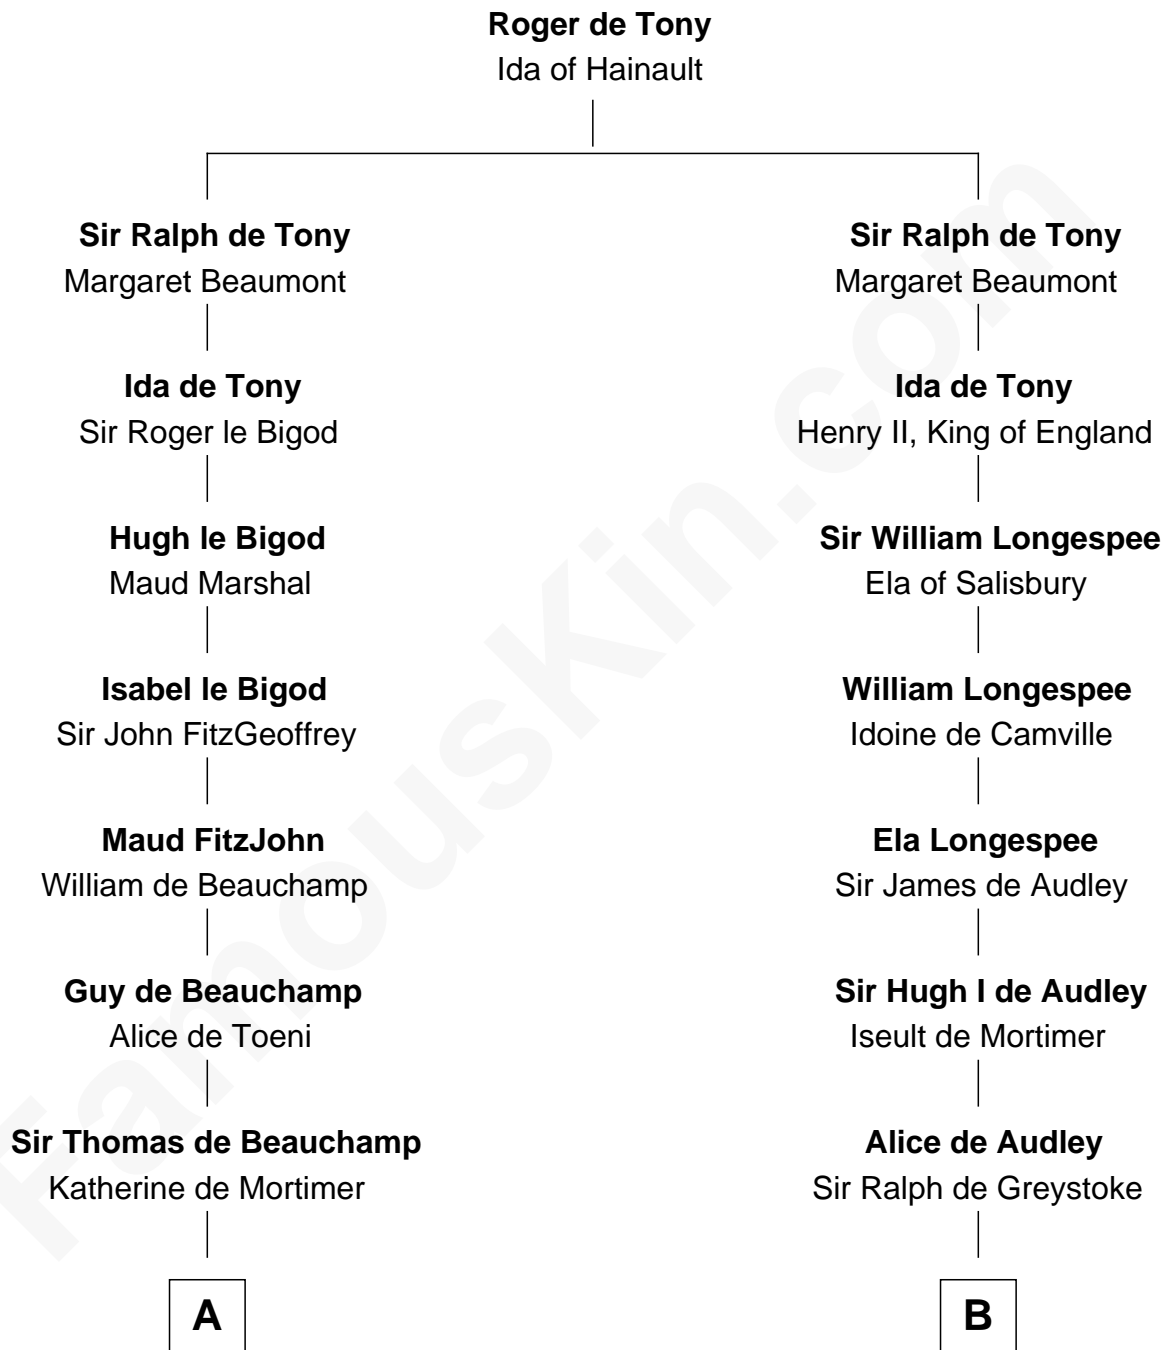 Roger de Tony
Ida of Hainault
Sir Ralph de Tony
Margaret Beaumont
Ida de Tony
Sir Roger le Bigod
Hugh le Bigod
Maud Marshal
Isabel le Bigod
Sir John FitzGeoffrey
Maud FitzJohn
William de Beauchamp
Guy de Beauchamp
Alice de Toeni
Sir Thomas de Beauchamp
Katherine de Mortimer
A
Sir Ralph de Tony
Margaret Beaumont
Ida de Tony
Henry II, King of England
Sir William Longespee
Ela of Salisbury
William Longespee
Idoine de Camville
Ela Longespee
Sir James de Audley
Sir Hugh I de Audley
Iseult de Mortimer
Alice de Audley
Sir Ralph de Greystoke
B
FamousKin.com